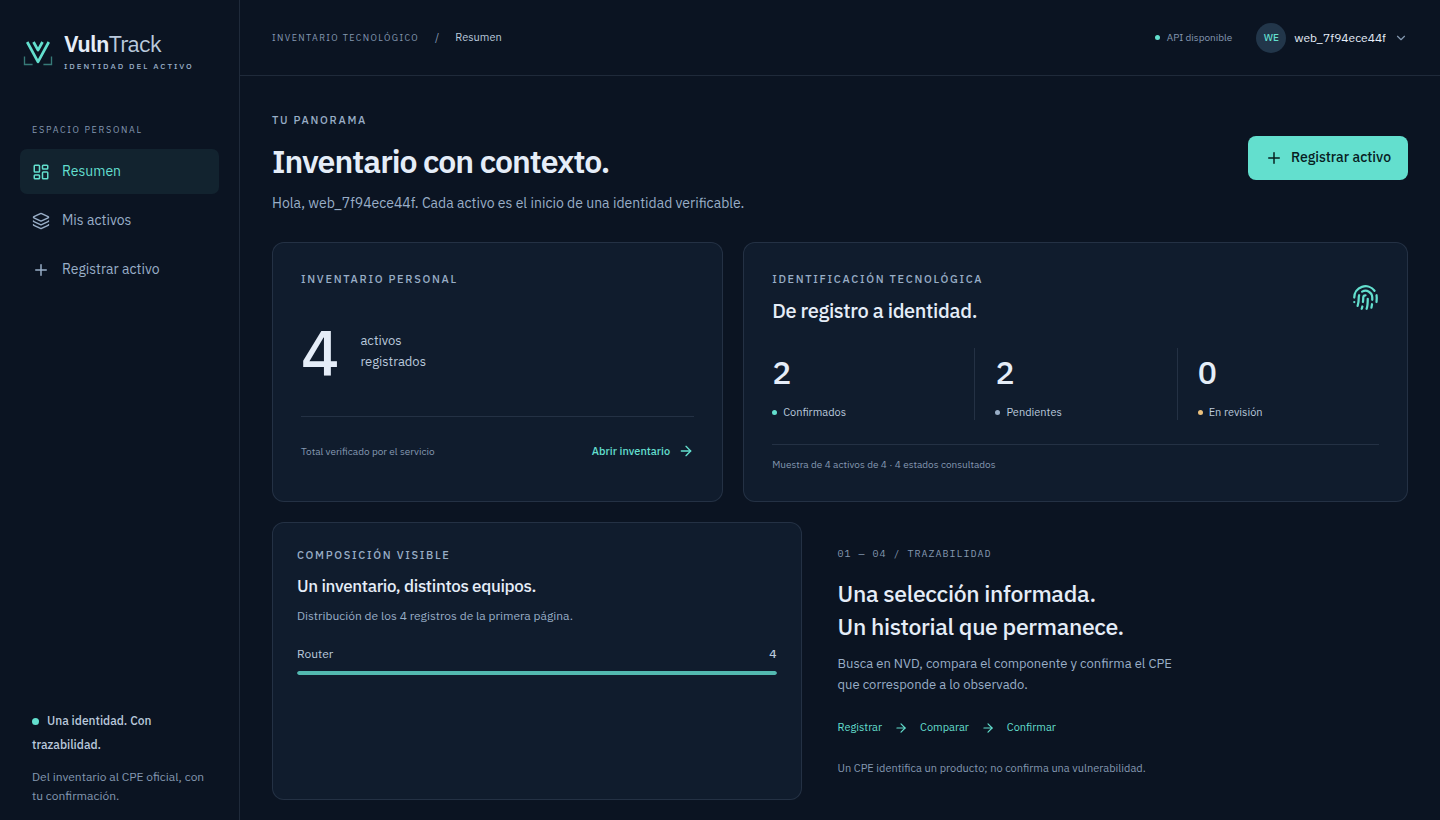 VulnTrack
IDENTIDAD DEL ACTIVO
ESPACIO PERSONAL
Resumen
Mis activos
Registrar activo
Una identidad. Con
trazabilidad.
Del inventario al CPE oficial, con
tu confirmación.
INVENTARIO TECNOLÓGICO / Resumen
API disponible
WE web_7f94ece44f
TU PANORAMA
Inventario con contexto.
Hola, web_7f94ece44f. Cada activo es el inicio de una identidad verificable.
Registrar activo
INVENTARIO PERSONAL
4
activos
registrados
Total verificado por el servicio
Abrir inventario
IDENTIFICACIÓN TECNOLÓGICA
De registro a identidad.
2
Confirmados
2
Pendientes
0
En revisión
Muestra de 4 activos de 4 · 4 estados consultados
COMPOSICIÓN VISIBLE
Un inventario, distintos equipos.
Distribución de los 4 registros de la primera página.
Router 4
01 — 04 / TRAZABILIDAD
Una selección informada.
Un historial que permanece.
Busca en NVD, compara el componente y confirma el CPE
que corresponde a lo observado.
Registrar → Comparar → Confirmar
Un CPE identifica un producto; no confirma una vulnerabilidad.